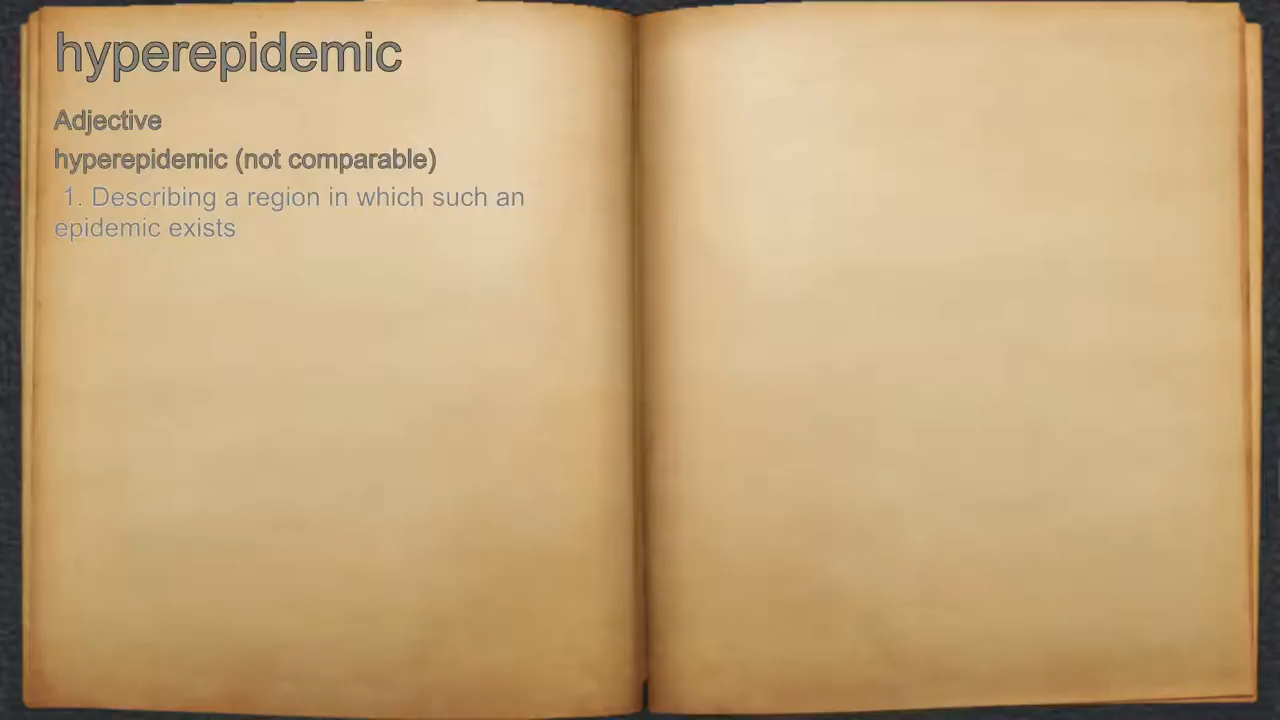 hyperepidemic
Adjective
hyperepidemic (not comparable)
1. Describing a region in which such an
epidemic exists